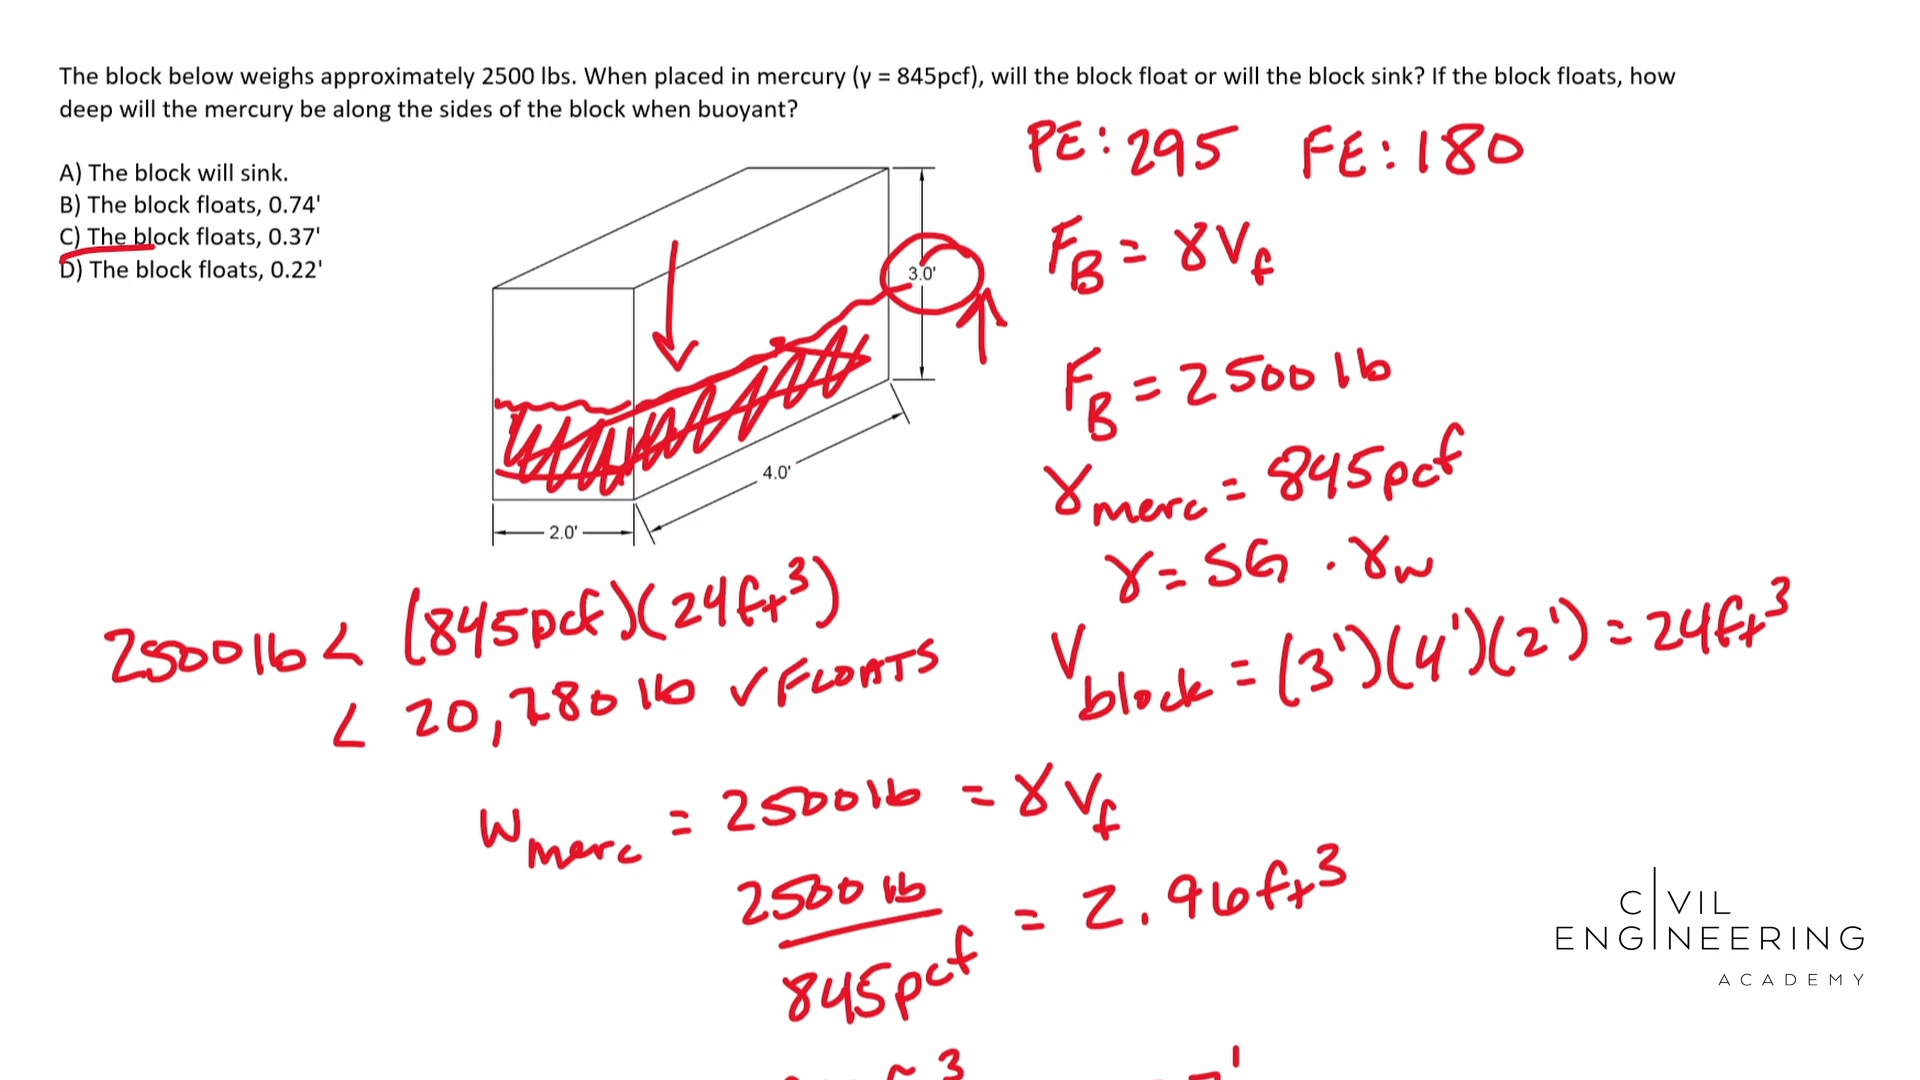 The block below weighs approximately 2500 lbs. When placed in mercury (γ = 845pcf), will the block float or will the block sink? If the block floats, how
deep will the mercury be along the sides of the block when buoyant?
PE: 295 FE: 180
A) The block will sink.
B) The block floats, 0.74'
C) The block floats, 0.37'
D) The block floats, 0.22'
3.0'
4.0'
2.0'
F_B = γV_f
F_B = 2500 lb
γ_merc = 845pcf
γ = SG · γ_w
V_block = (3')(4')(2') = 24ft³
2500 lb < (845pcf)(24ft³)
< 20,280 lb ✓ FLOATS
W_merc = 2500 lb = γV_f
2500 lb
845pcf
= 2.96ft³
CIVIL
ENGINEERING
ACADEMY